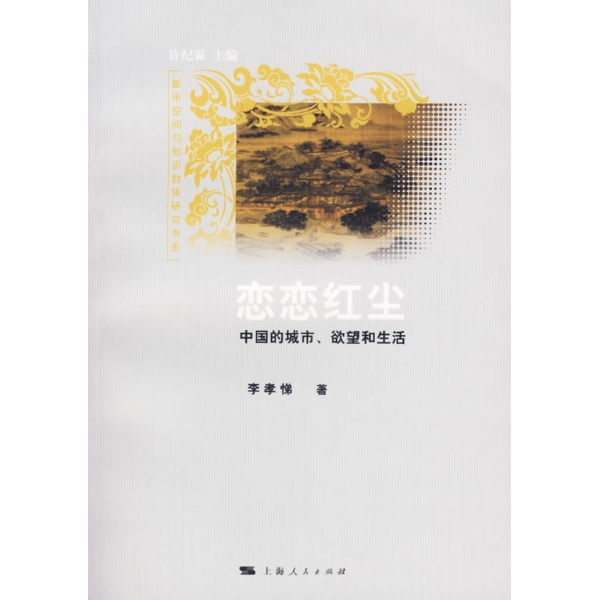 许纪霖 主编
都市空间与知识群体研究书系
恋恋红尘
中国的城市、欲望和生活
李孝悌 著
上海人民出版社